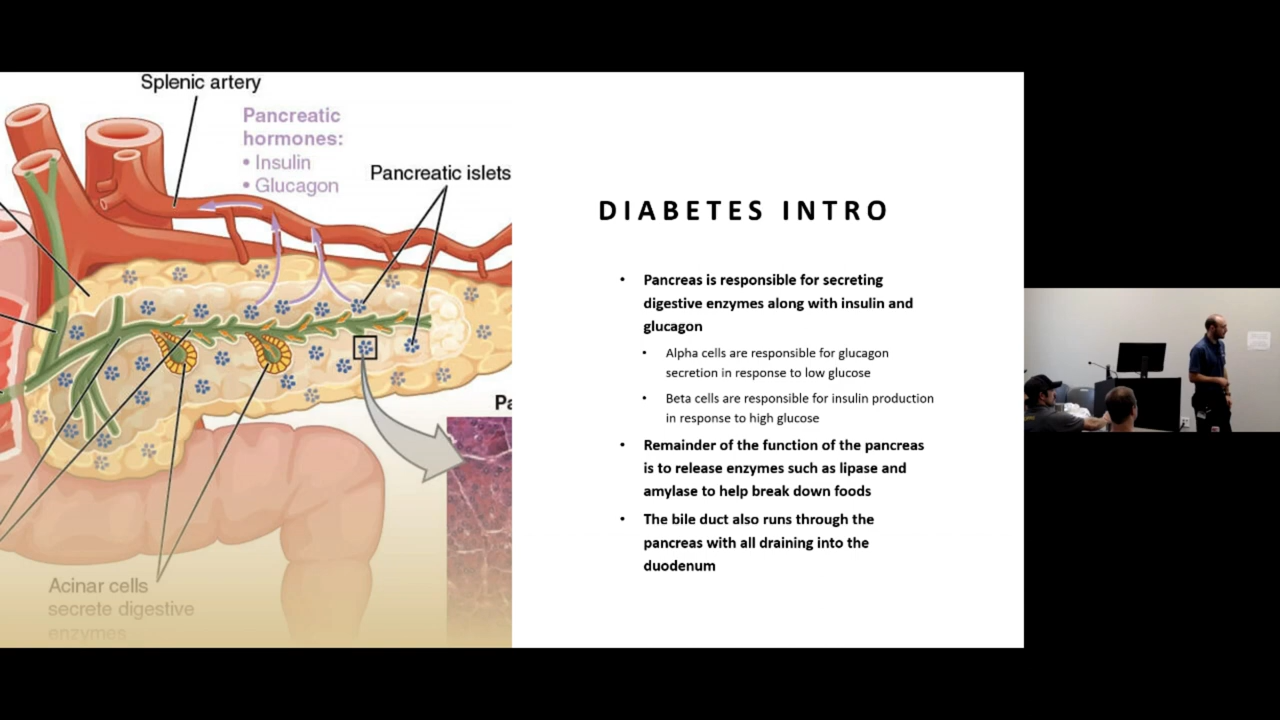 Splenic artery
Pancreatic
hormones:
• Insulin
• Glucagon
Pancreatic islets
Pa
Acinar cells
secrete digestive
enzymes
DIABETES INTRO
• Pancreas is responsible for secreting
digestive enzymes along with insulin and
glucagon
• Alpha cells are responsible for glucagon
secretion in response to low glucose
• Beta cells are responsible for insulin production
in response to high glucose
• Remainder of the function of the pancreas
is to release enzymes such as lipase and
amylase to help break down foods
• The bile duct also runs through the
pancreas with all draining into the
duodenum